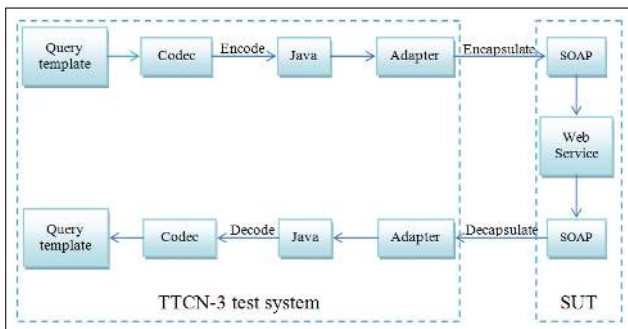 Query
template
Codec
Encode
Java
Adapter
Encapsulate
SOAP
Web
Service
Query
template
Codec
Decode
Java
Adapter
Decapsulate
SOAP
TTCN-3 test system
SUT